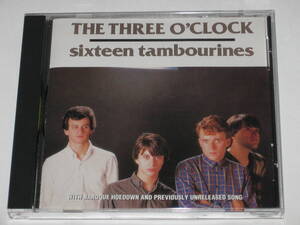 THE THREE O'CLOCK
sixteen tambourines
WITH BAROQUE HOEDOWN AND PREVIOUSLY UNRELEASED SONG